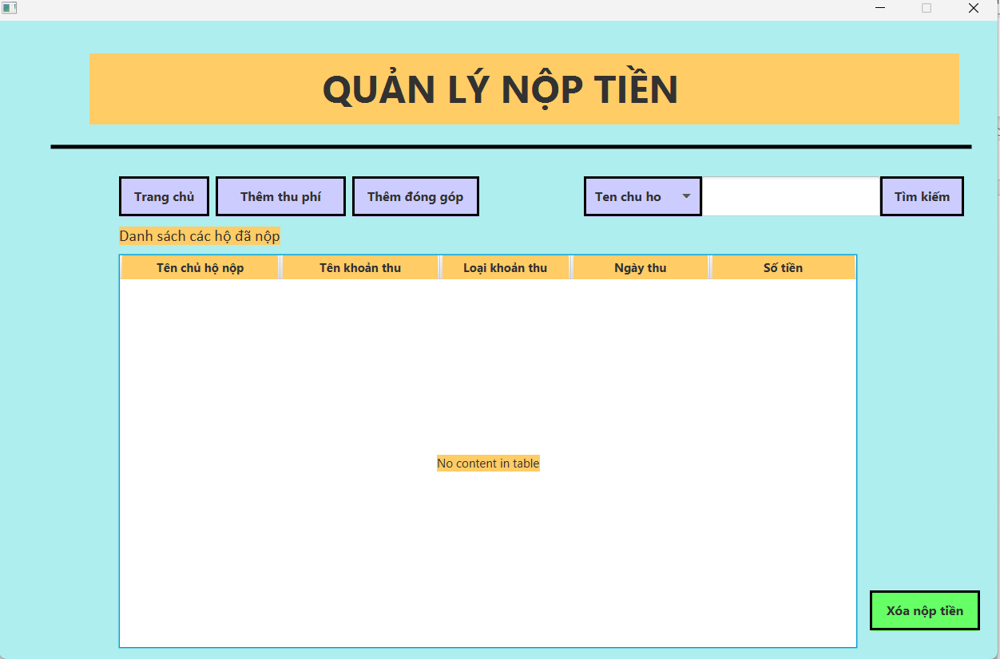 QUẢN LÝ NỘP TIỀN
Trang chủ Thêm thu phí Thêm đóng góp Ten chu ho Tìm kiếm
Danh sách các hộ đã nộp
Tên chủ hộ nộp Tên khoản thu Loại khoản thu Ngày thu Số tiền
No content in table
Xóa nộp tiền